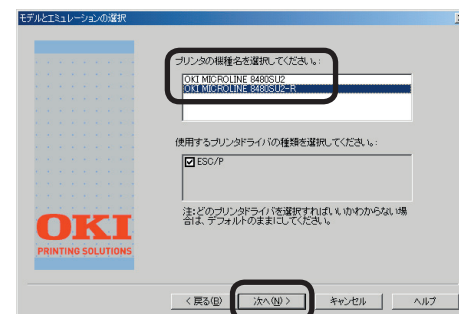 モデルとエミュレーションの選択
プリンタの機種名を選択してください。:
OKI MICROLINE 8480SU2
OKI MICROLINE 8480SU2-R
使用するプリンタドライバの種類を選択してください。:
ESC/P
注:どのプリンタドライバを選択すればいいかわからない場
合は、デフォルトのままにしてください。
OKI
PRINTING SOLUTIONS
< 戻る(B)
次へ(N) >
キャンセル
ヘルプ